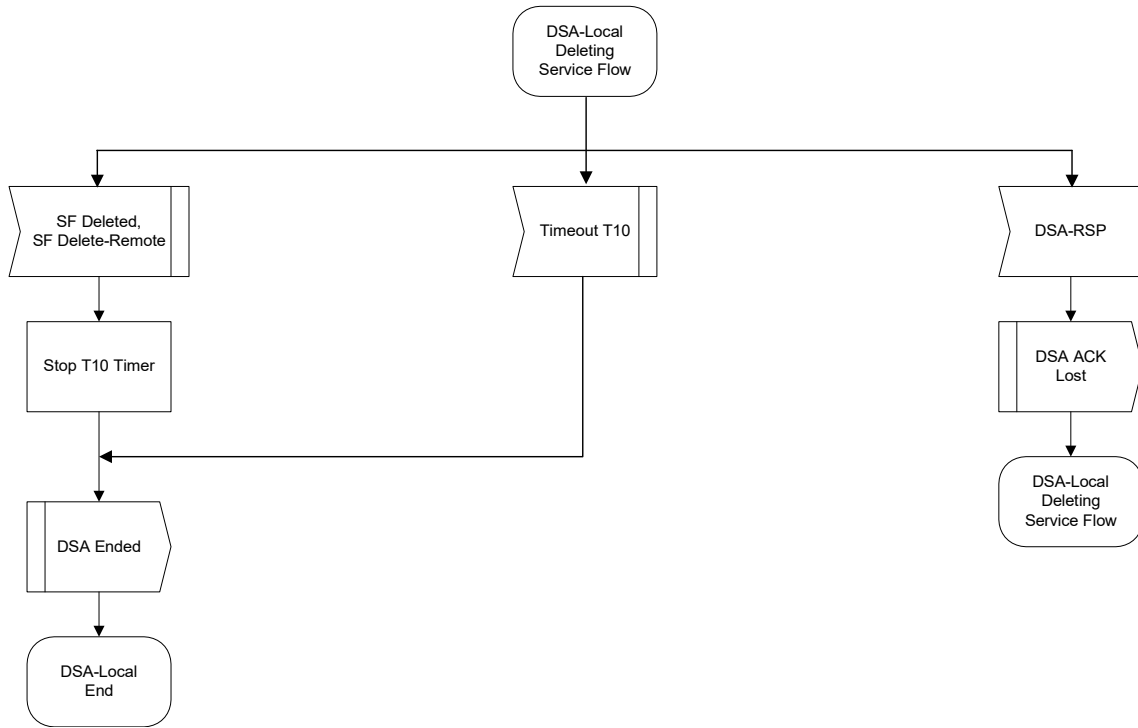 DSA-Local
Deleting
Service Flow
SF Deleted,
SF Delete-Remote
Timeout T10
DSA-RSP
Stop T10 Timer
DSA ACK
Lost
DSA-Local
Deleting
Service Flow
DSA Ended
DSA-Local
End